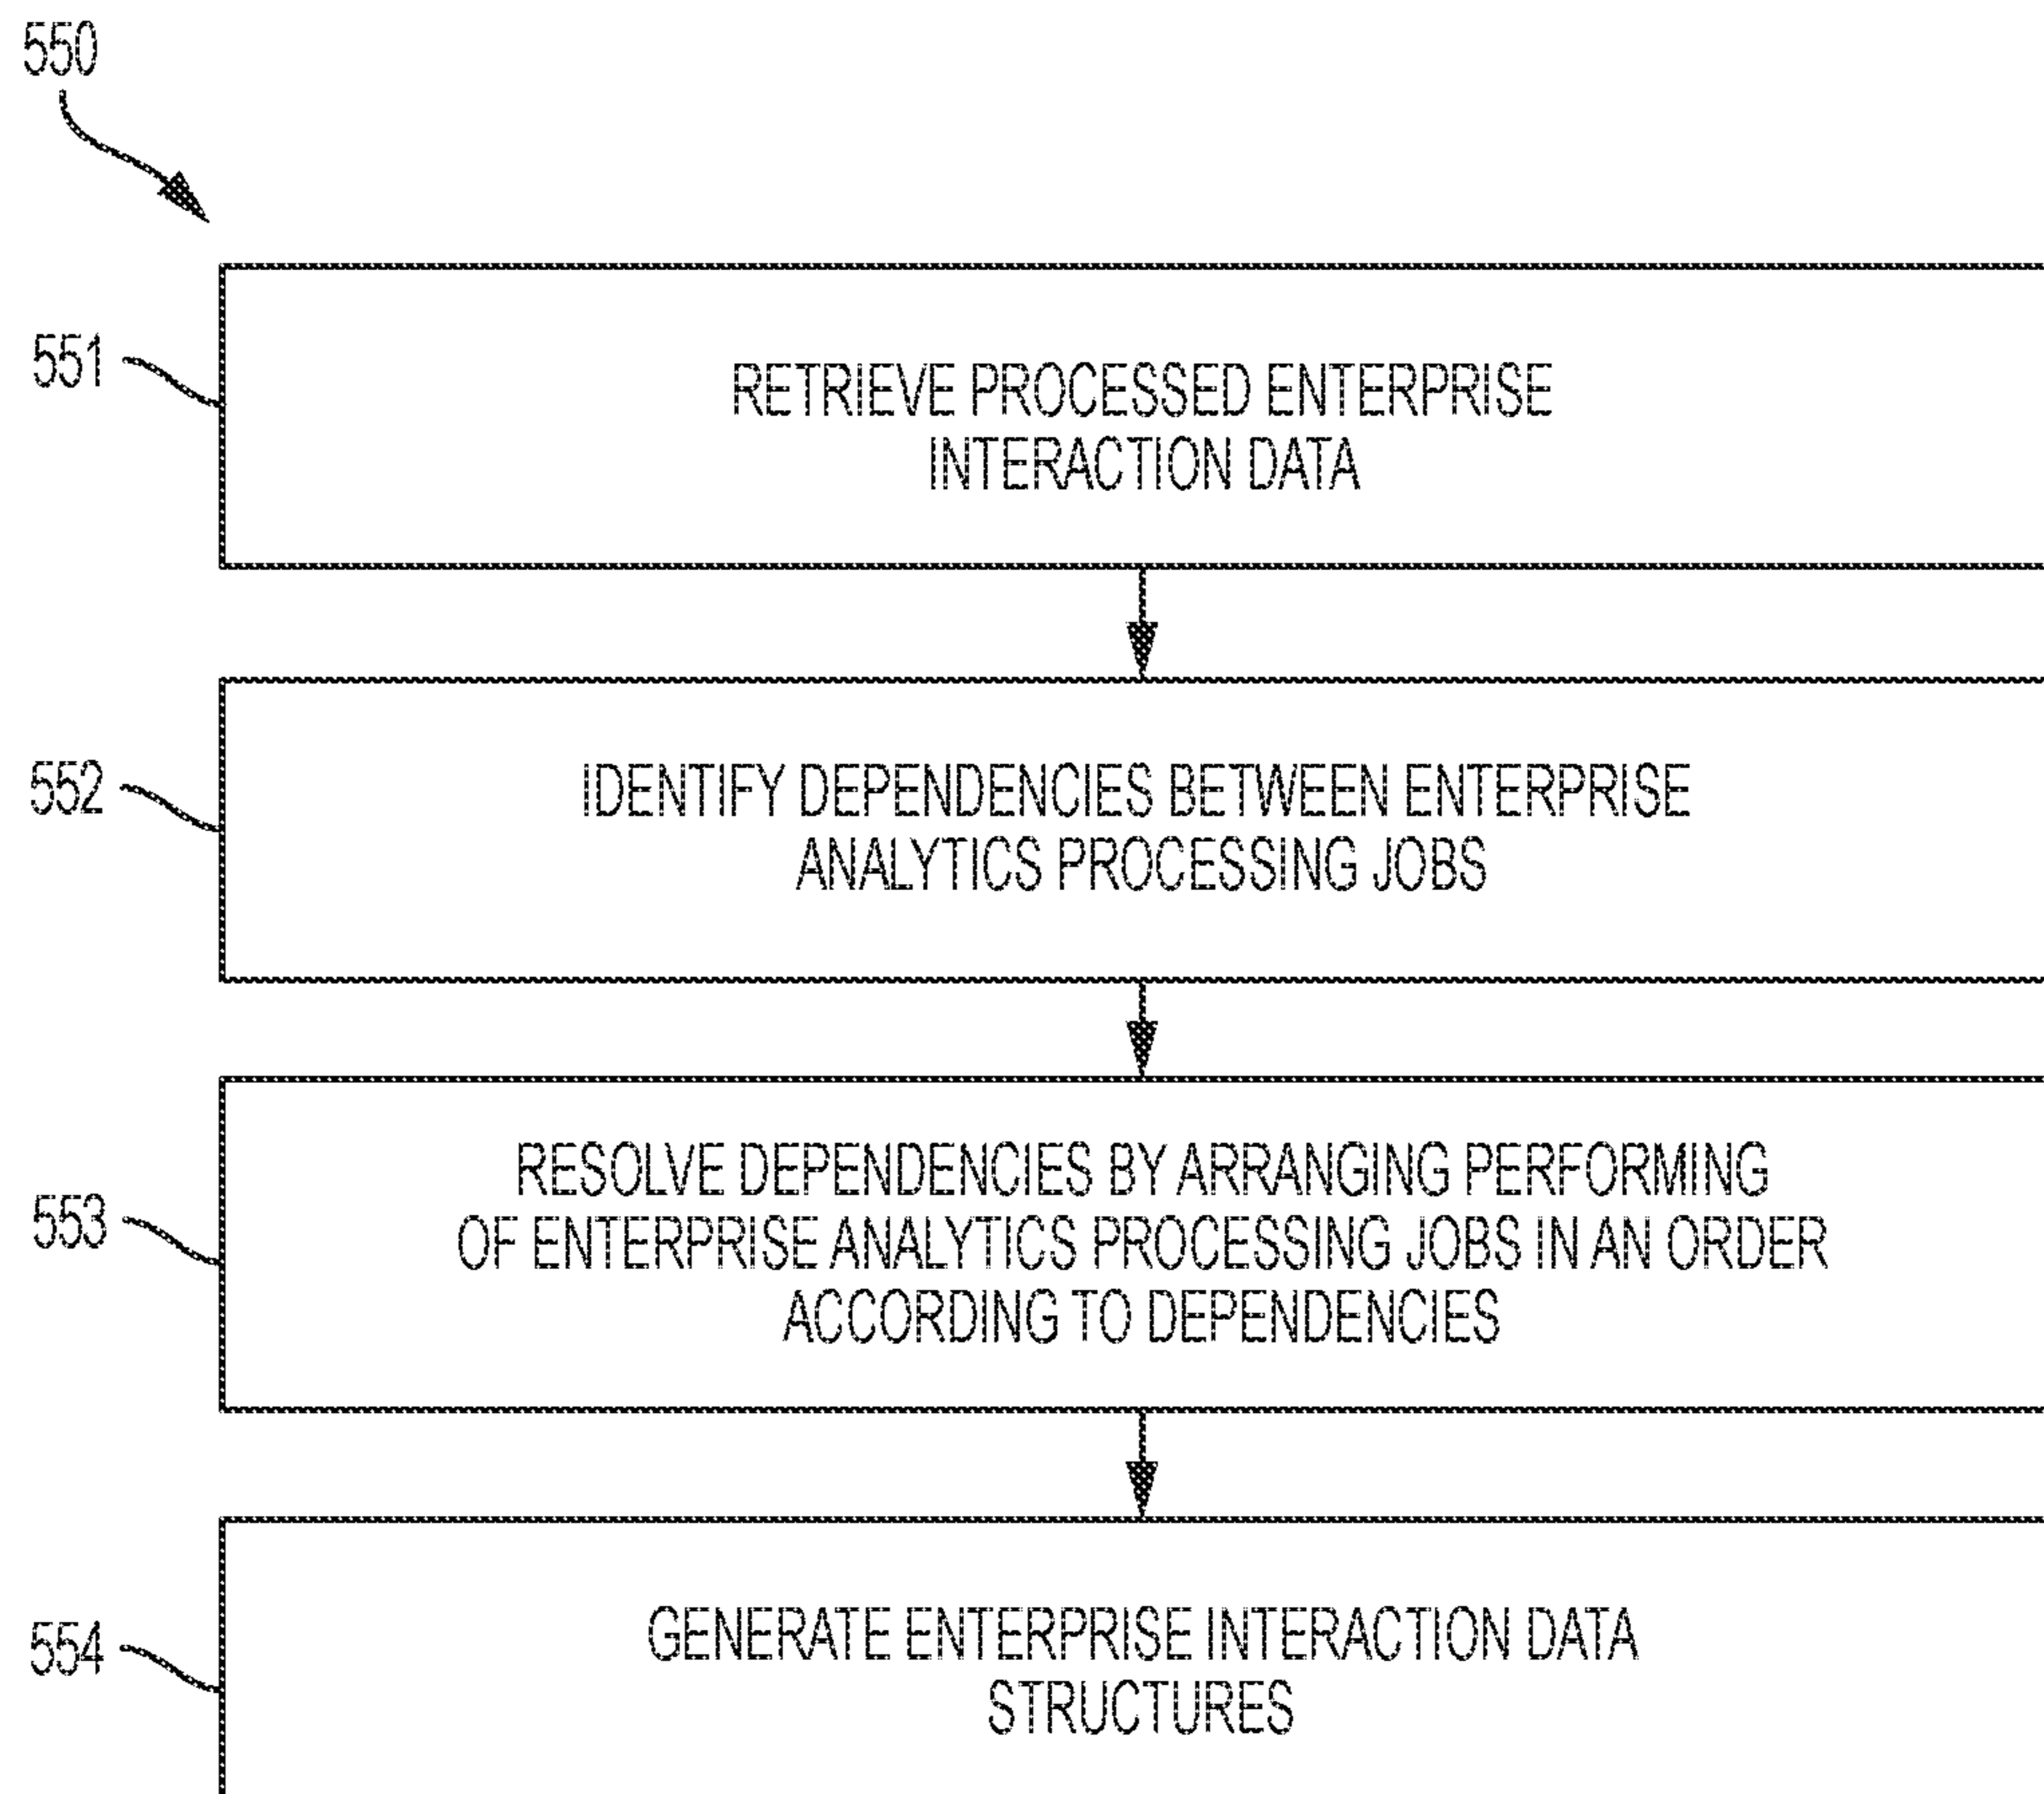 550
551
RETRIEVE PROCESSED ENTERPRISE
INTERACTION DATA
552
IDENTIFY DEPENDENCIES BETWEEN ENTERPRISE
ANALYTICS PROCESSING JOBS
553
RESOLVE DEPENDENCIES BY ARRANGING PERFORMING
OF ENTERPRISE ANALYTICS PROCESSING JOBS IN AN ORDER
ACCORDING TO DEPENDENCIES
554
GENERATE ENTERPRISE INTERACTION DATA
STRUCTURES